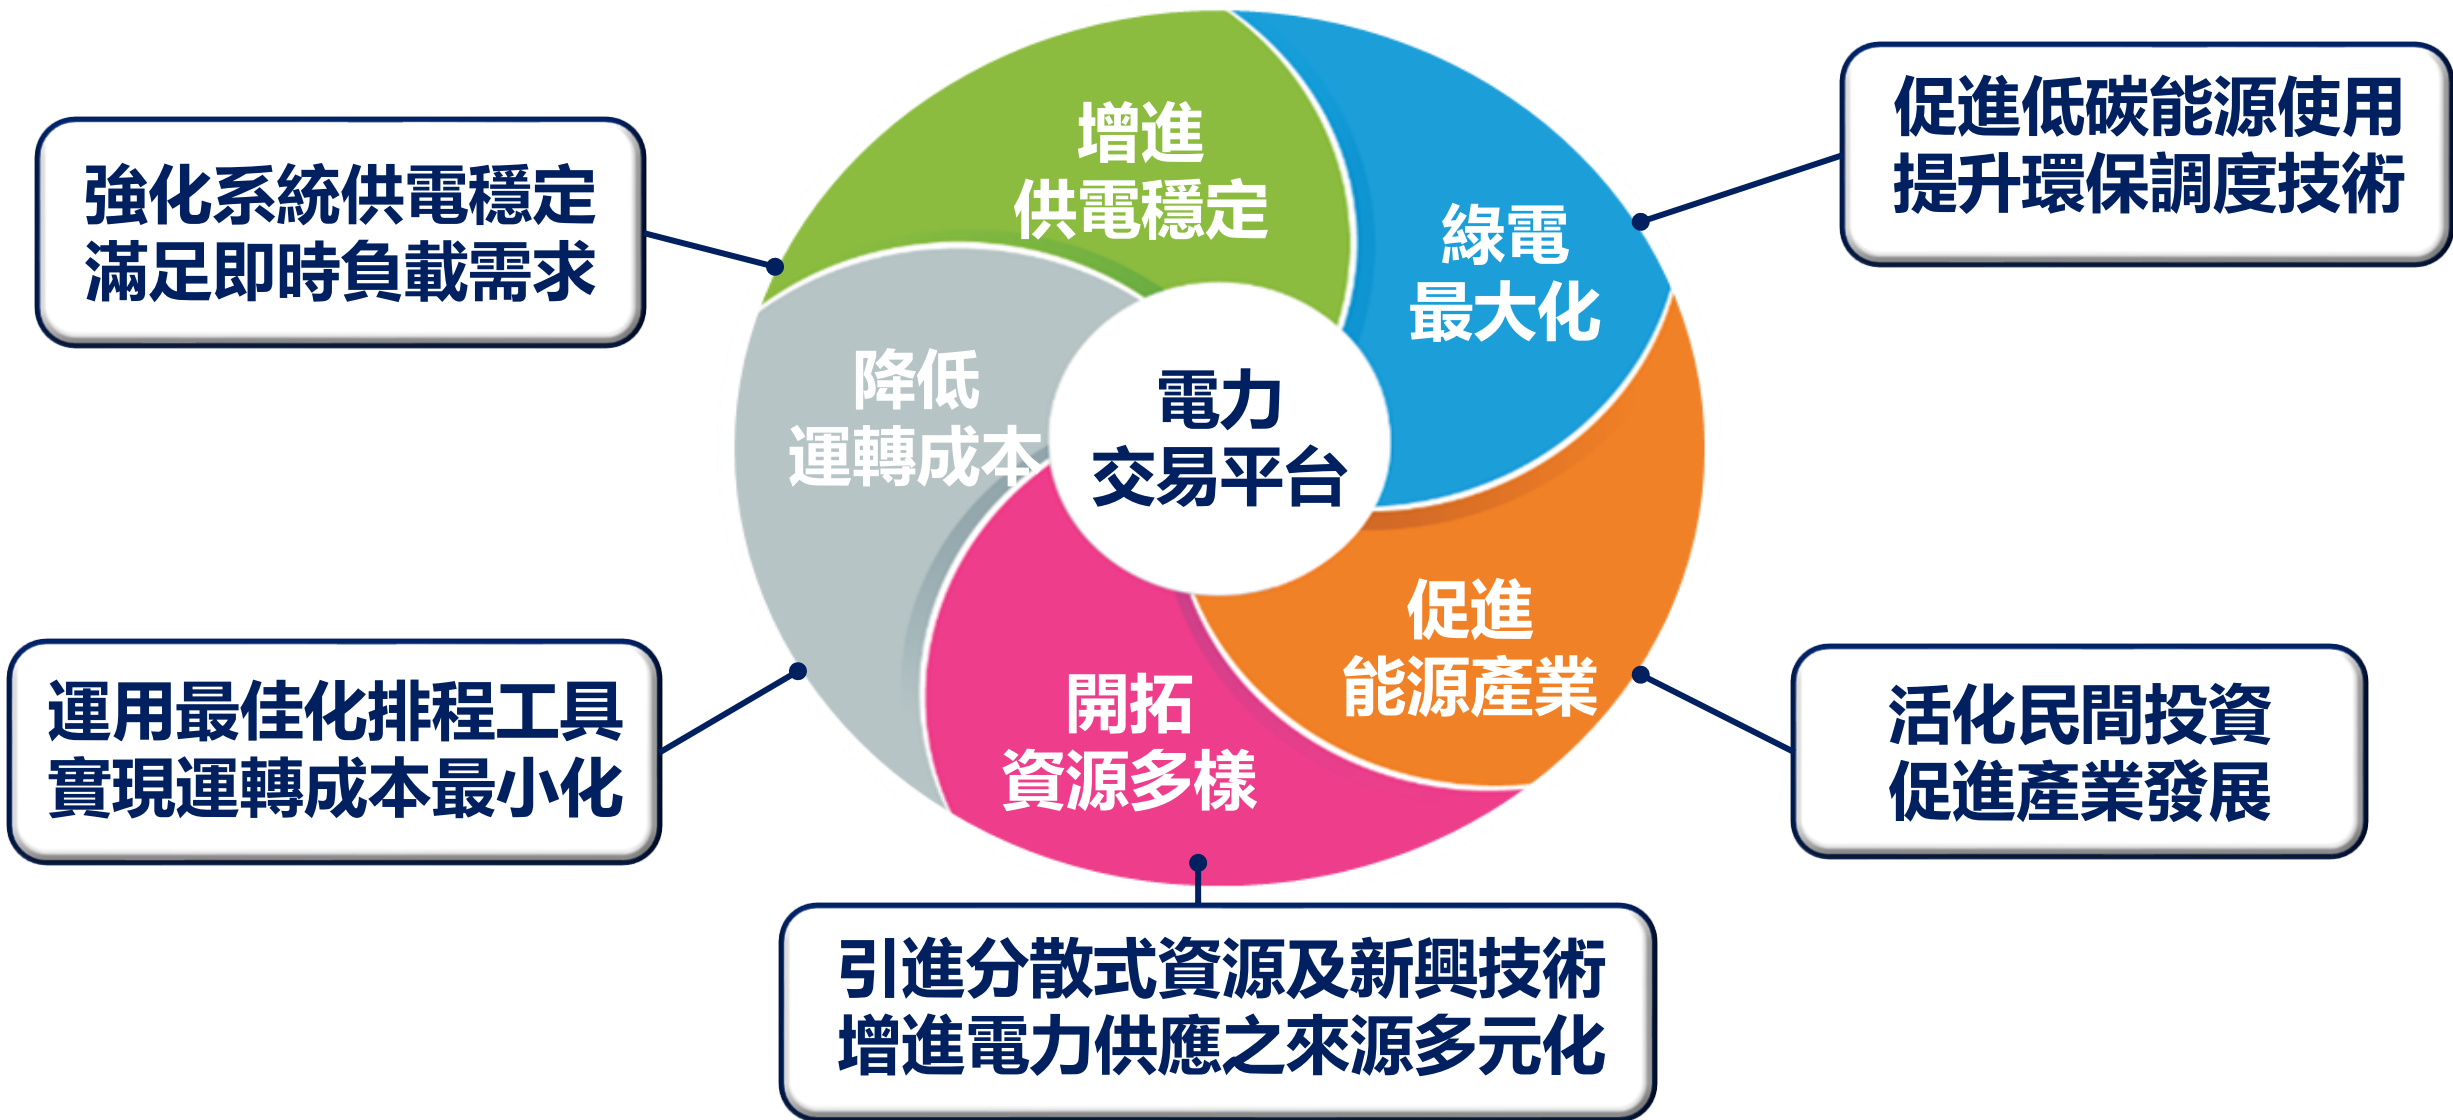 增進
供電穩定
強化系統供電穩定
滿足即時負載需求
綠電
最大化
促進低碳能源使用
提升環保調度技術
降低
運轉成本
運用最佳化排程工具
實現運轉成本最小化
電力
交易平台
促進
能源產業
活化民間投資
促進產業發展
開拓
資源多樣
引進分散式資源及新興技術
增進電力供應之來源多元化